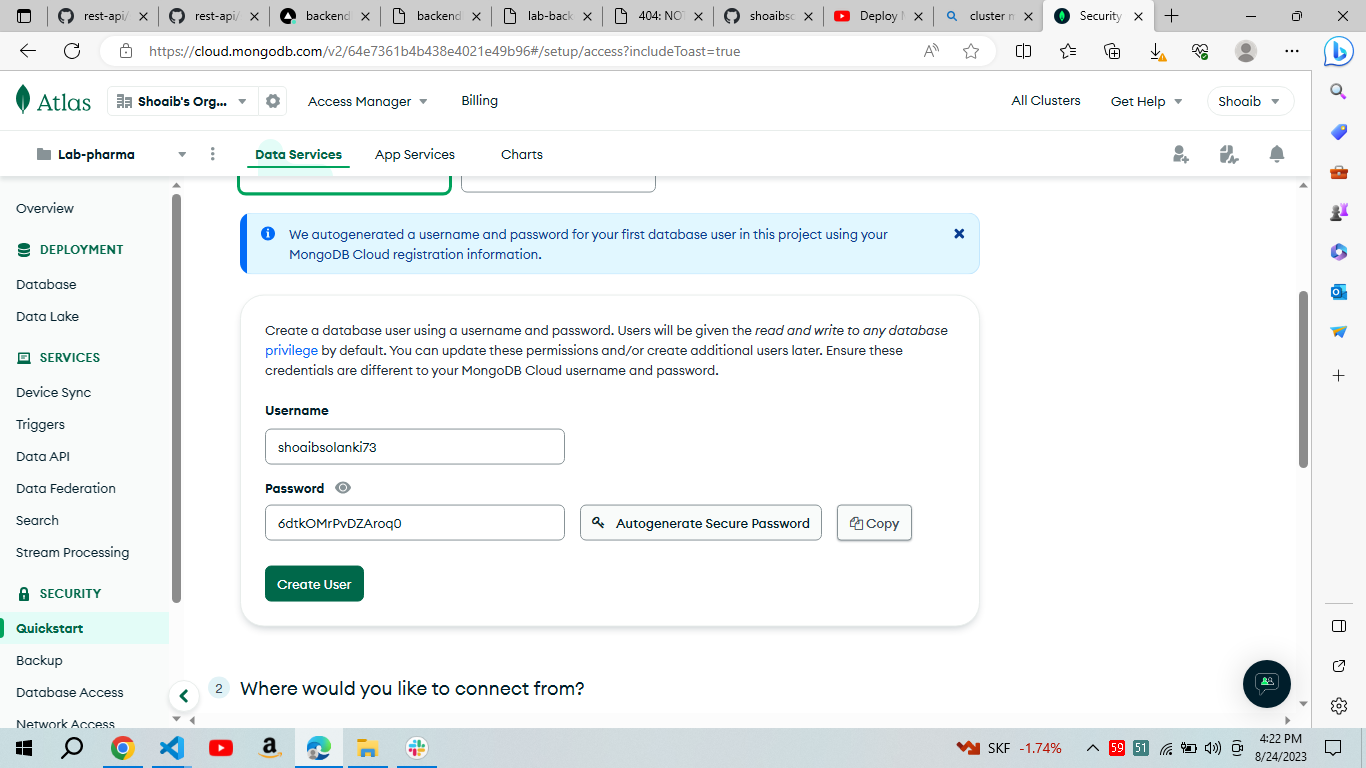 rest-api/
rest-api/
backend
backend
lab-back
404: NO
shoaibsc
Deploy M
cluster n
Security
https://cloud.mongodb.com/v2/64e7361b4b438e4021e49b96#/setup/access?includeToast=true
Atlas
Shoaib's Org...
Access Manager
Billing
All Clusters
Get Help
Shoaib
Lab-pharma
Data Services
App Services
Charts
Overview
DEPLOYMENT
Database
Data Lake
SERVICES
Device Sync
Triggers
Data API
Data Federation
Search
Stream Processing
SECURITY
Quickstart
Backup
Database Access
Network Access
We autogenerated a username and password for your first database user in this project using your
MongoDB Cloud registration information.
Create a database user using a username and password. Users will be given the read and write to any database
privilege by default. You can update these permissions and/or create additional users later. Ensure these
credentials are different to your MongoDB Cloud username and password.
Username
shoaibsolanki73
Password
6dtkOMrPvDZAroq0
Autogenerate Secure Password
Copy
Create User
2 Where would you like to connect from?
SKF -1.74%
59
51
4:22 PM
8/24/2023